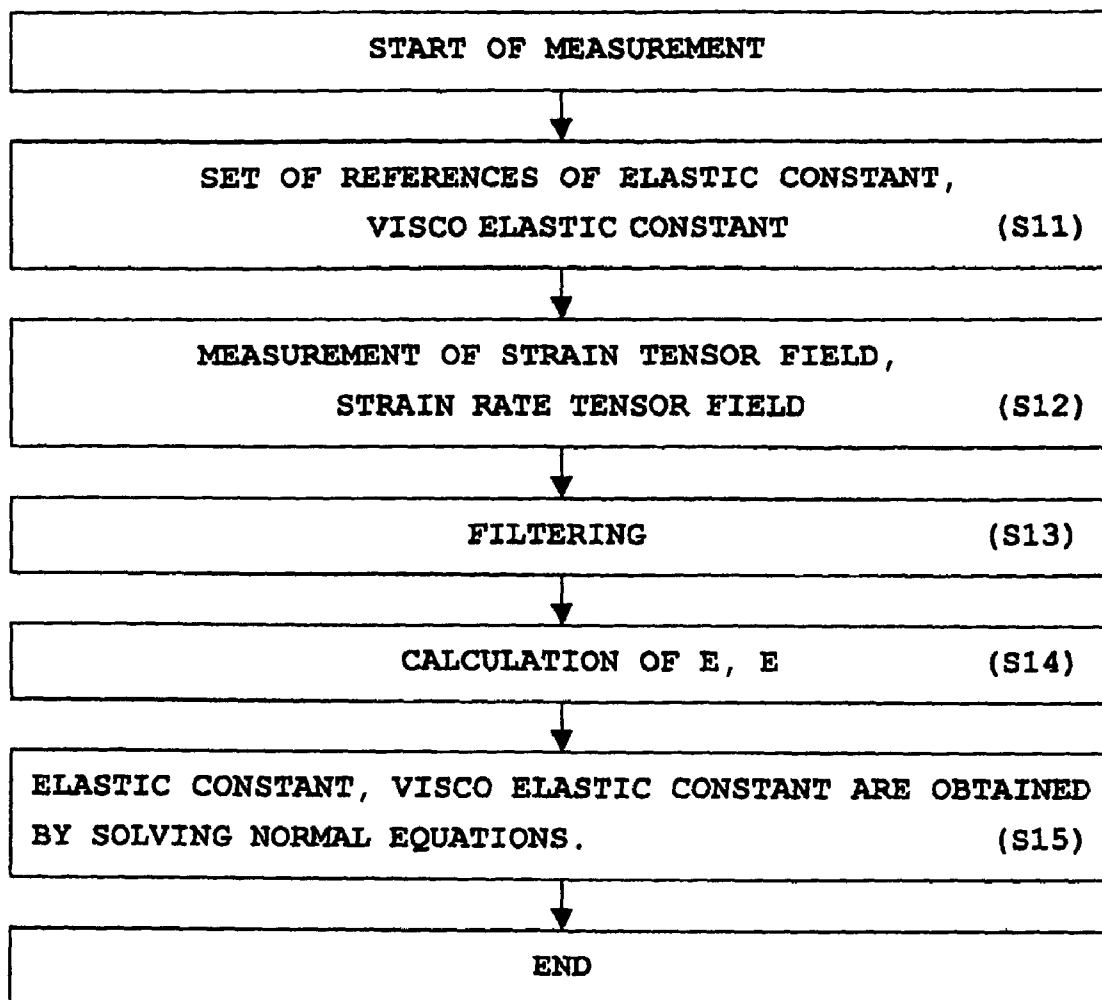 START OF MEASUREMENT
SET OF REFERENCES OF ELASTIC CONSTANT,
VISCO ELASTIC CONSTANT (S11)
MEASUREMENT OF STRAIN TENSOR FIELD,
STRAIN RATE TENSOR FIELD (S12)
FILTERING (S13)
CALCULATION OF E, E (S14)
ELASTIC CONSTANT, VISCO ELASTIC CONSTANT ARE OBTAINED
BY SOLVING NORMAL EQUATIONS. (S15)
END